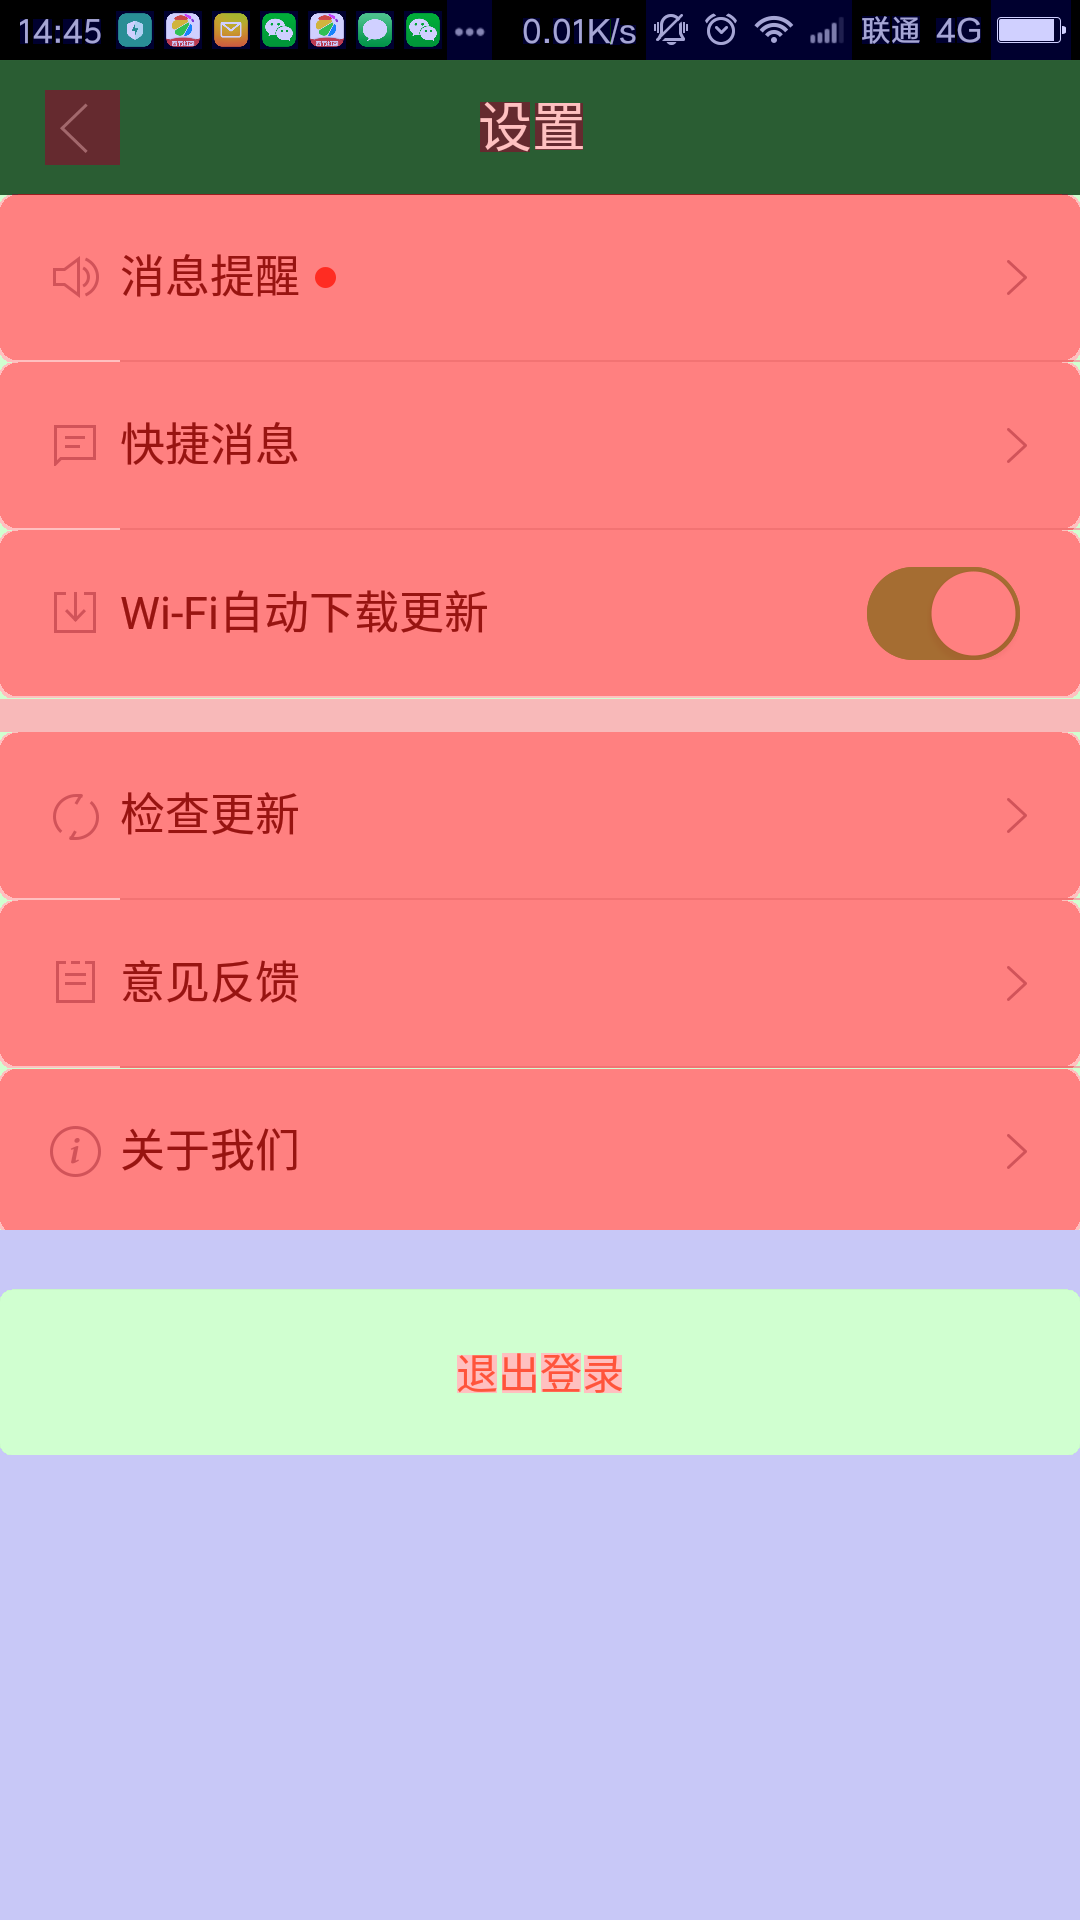 14:45 0.01K/s 联通 4G
设置
消息提醒
快捷消息
Wi-Fi自动下载更新
检查更新
意见反馈
关于我们
退出登录